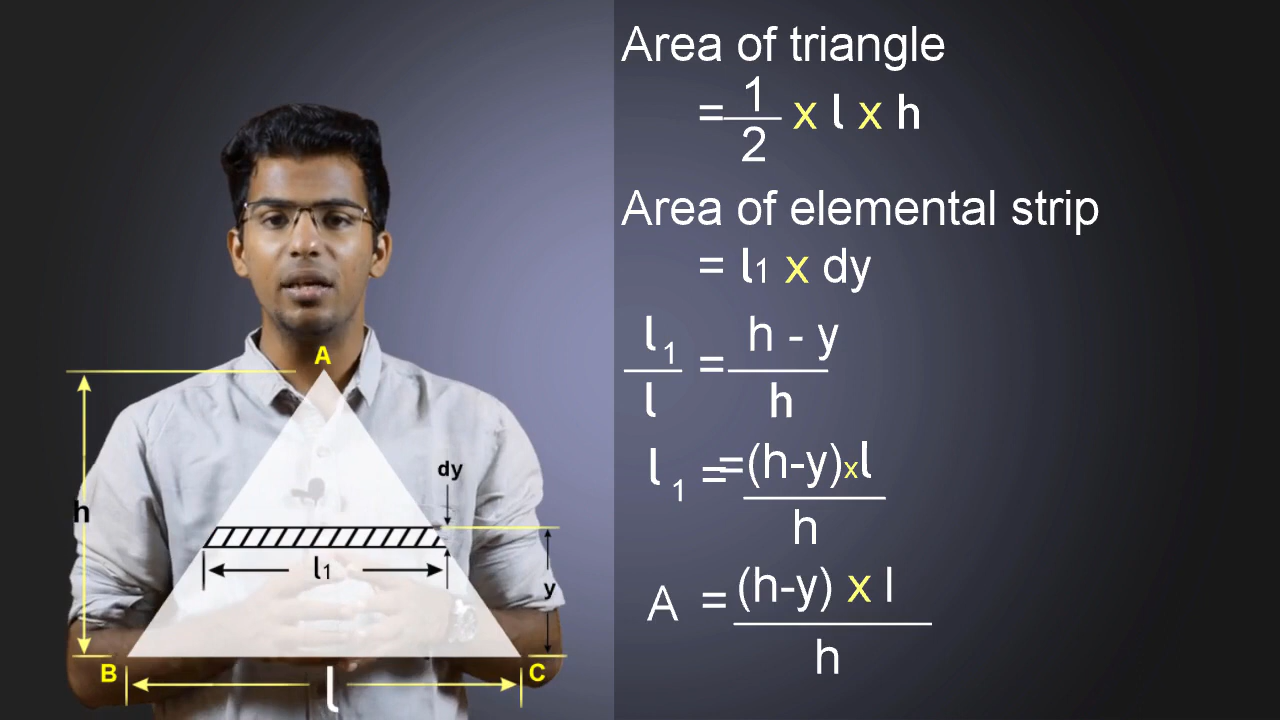 Area of triangle
= 1/2 x l x h
Area of elemental strip
= l1 x dy
l1/l = h - y/h
l1 == (h-y)xl/h
A = (h-y) x l/h
A
dy
h
l1
y
B
C
l